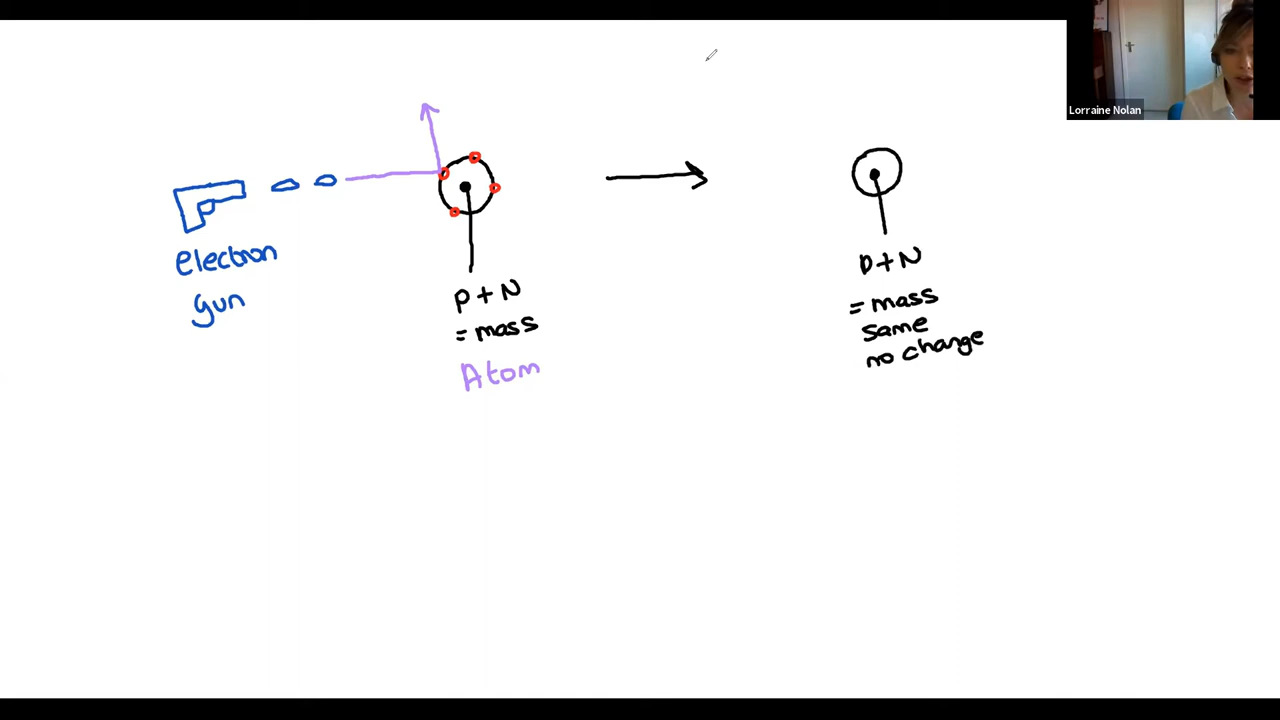 Lorraine Nolan
electron
gun
P + N
= mass
Atom
P + N
= mass
same
no change